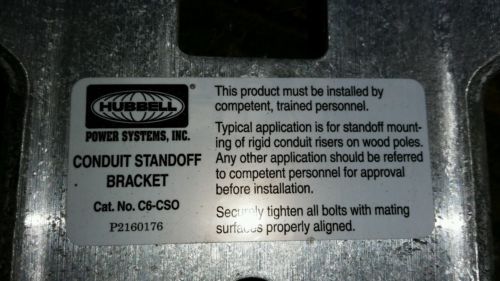 HUBBELL®
POWER SYSTEMS, INC.
CONDUIT STANDOFF
BRACKET
Cat. No. C6-CSO
P2160176
This product must be installed by
competent, trained personnel.
Typical application is for standoff mount-
ing of rigid conduit risers on wood poles.
Any other application should be referred
to competent personnel for approval
before installation.
Securely tighten all bolts with mating
surfaces properly aligned.